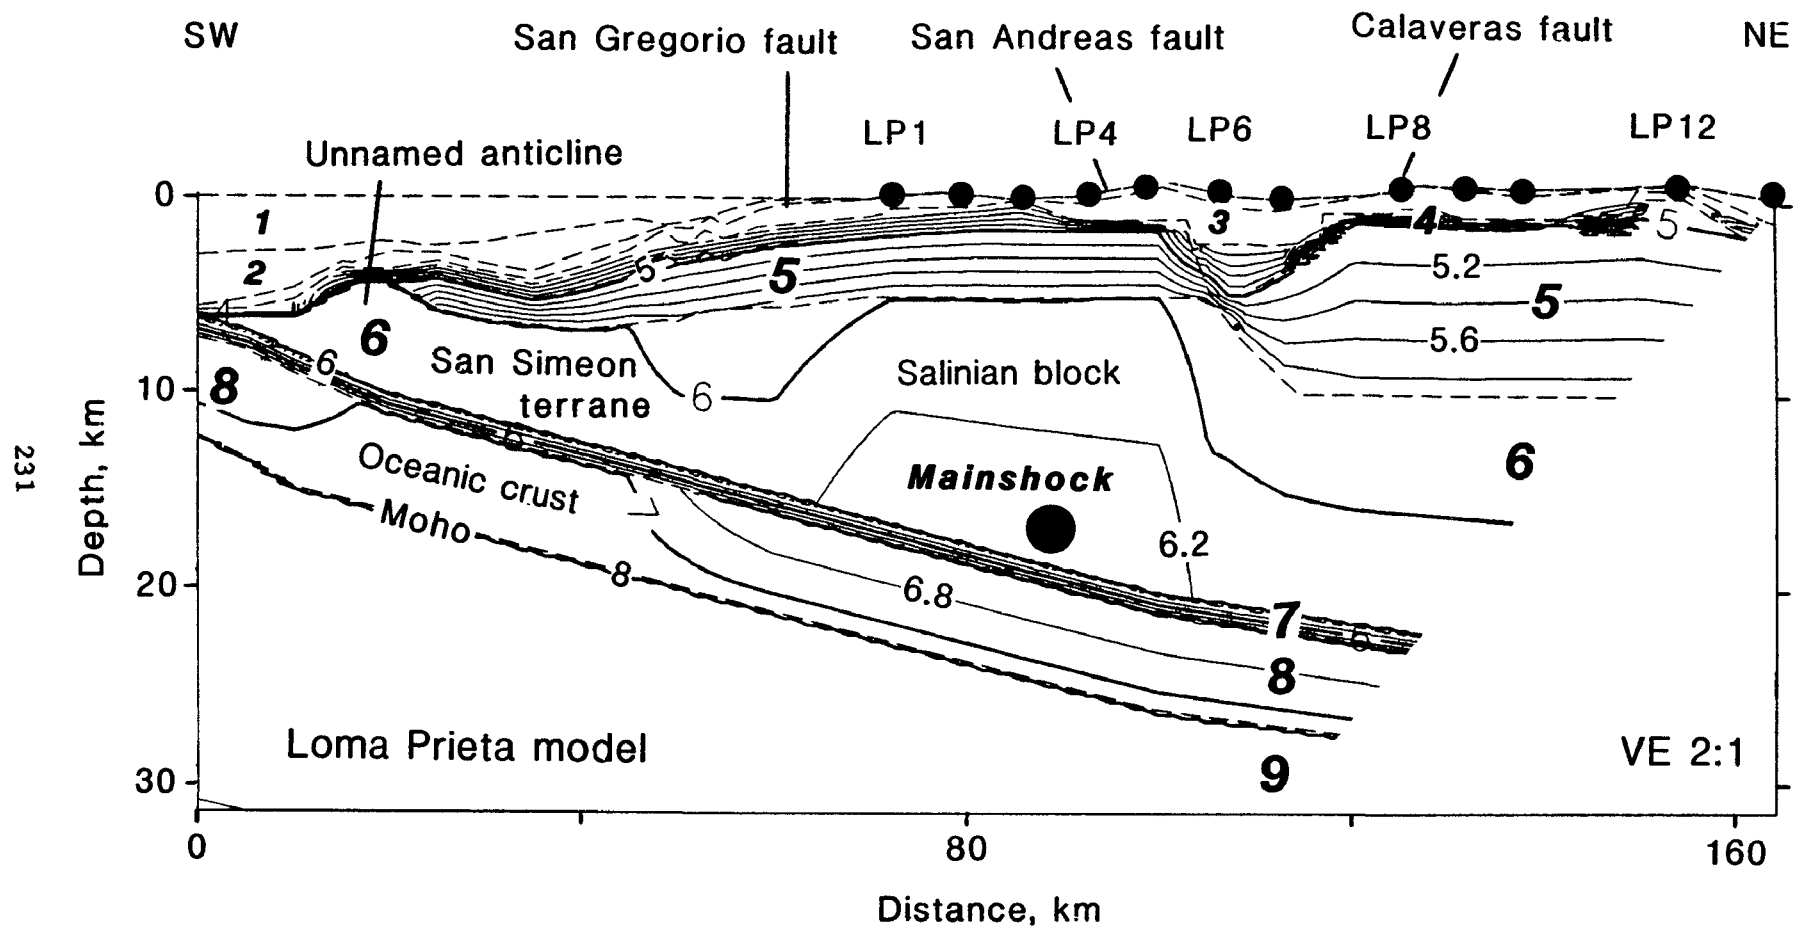 SW
San Gregorio fault
San Andreas fault
Calaveras fault
NE
LP1
LP4
LP6
LP8
LP12
Unnamed anticline
0
1
2
3
4
5
5
5
5.2
5
5.6
4
6
6
San Simeon
terrane
6
Salinian block
8
10
6
Mainshock
6
Oceanic crust
Moho
6.2
8
6.8
20
7
6
8
Depth, km
231
Loma Prieta model
9
VE 2:1
30
0
80
160
Distance, km